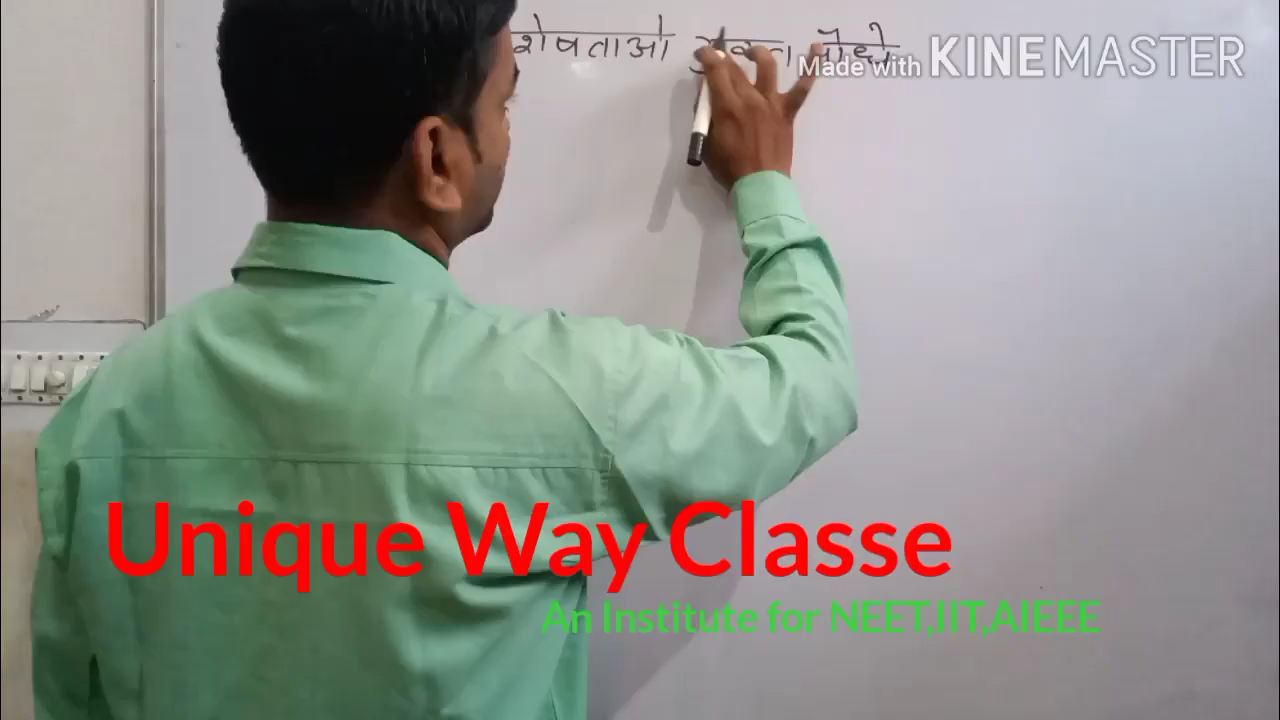 शेषताओ
Made with KINEMASTER
Unique Way Classe
An Institute for NEET,IIT,AIEEE